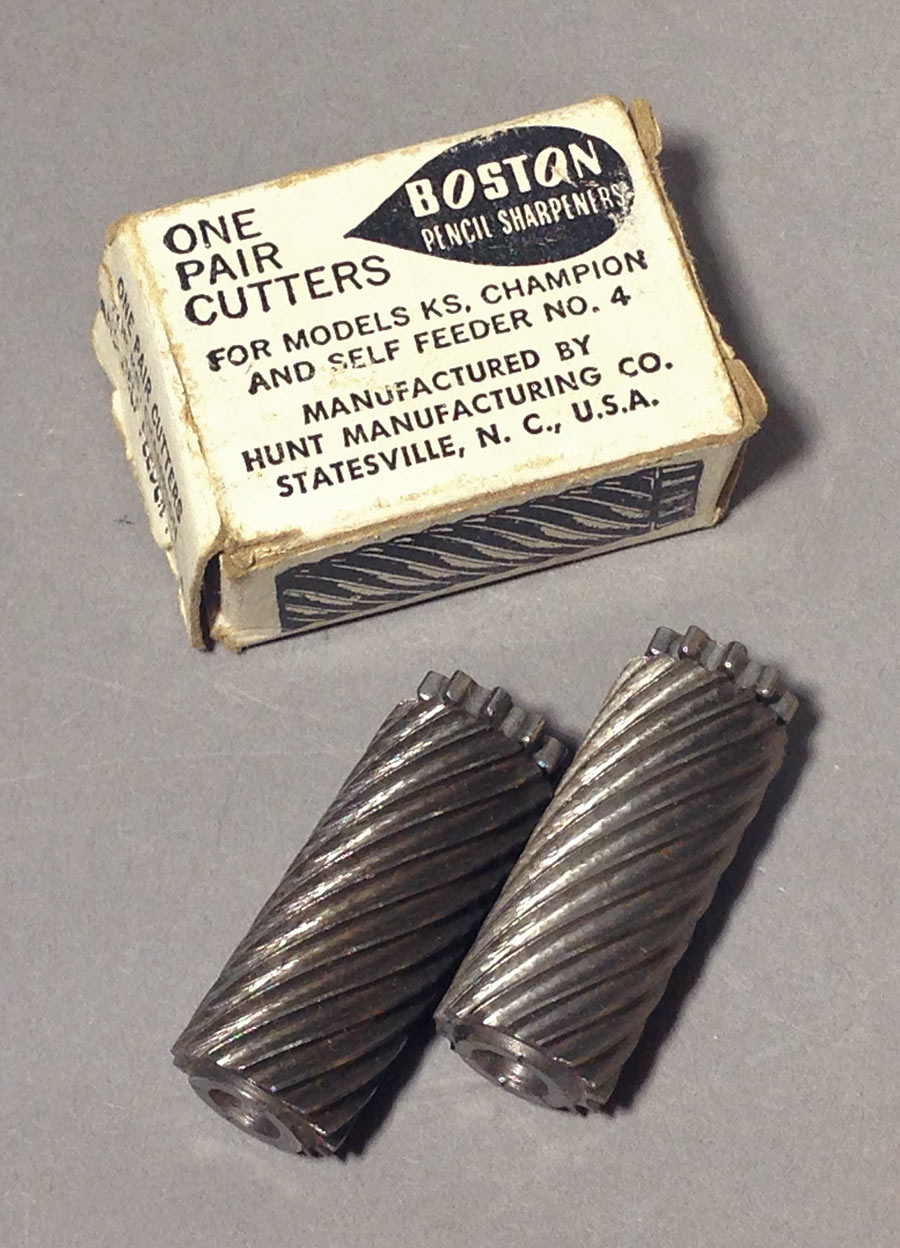 BOSTON
PENCIL SHARPENERS
ONE
PAIR
CUTTERS
FOR MODELS KS, CHAMPION
AND SELF FEEDER NO. 4
MANUFACTURED BY
HUNT MANUFACTURING CO.
STATESVILLE, N. C., U.S.A.
ONE PAIR CUTTERS